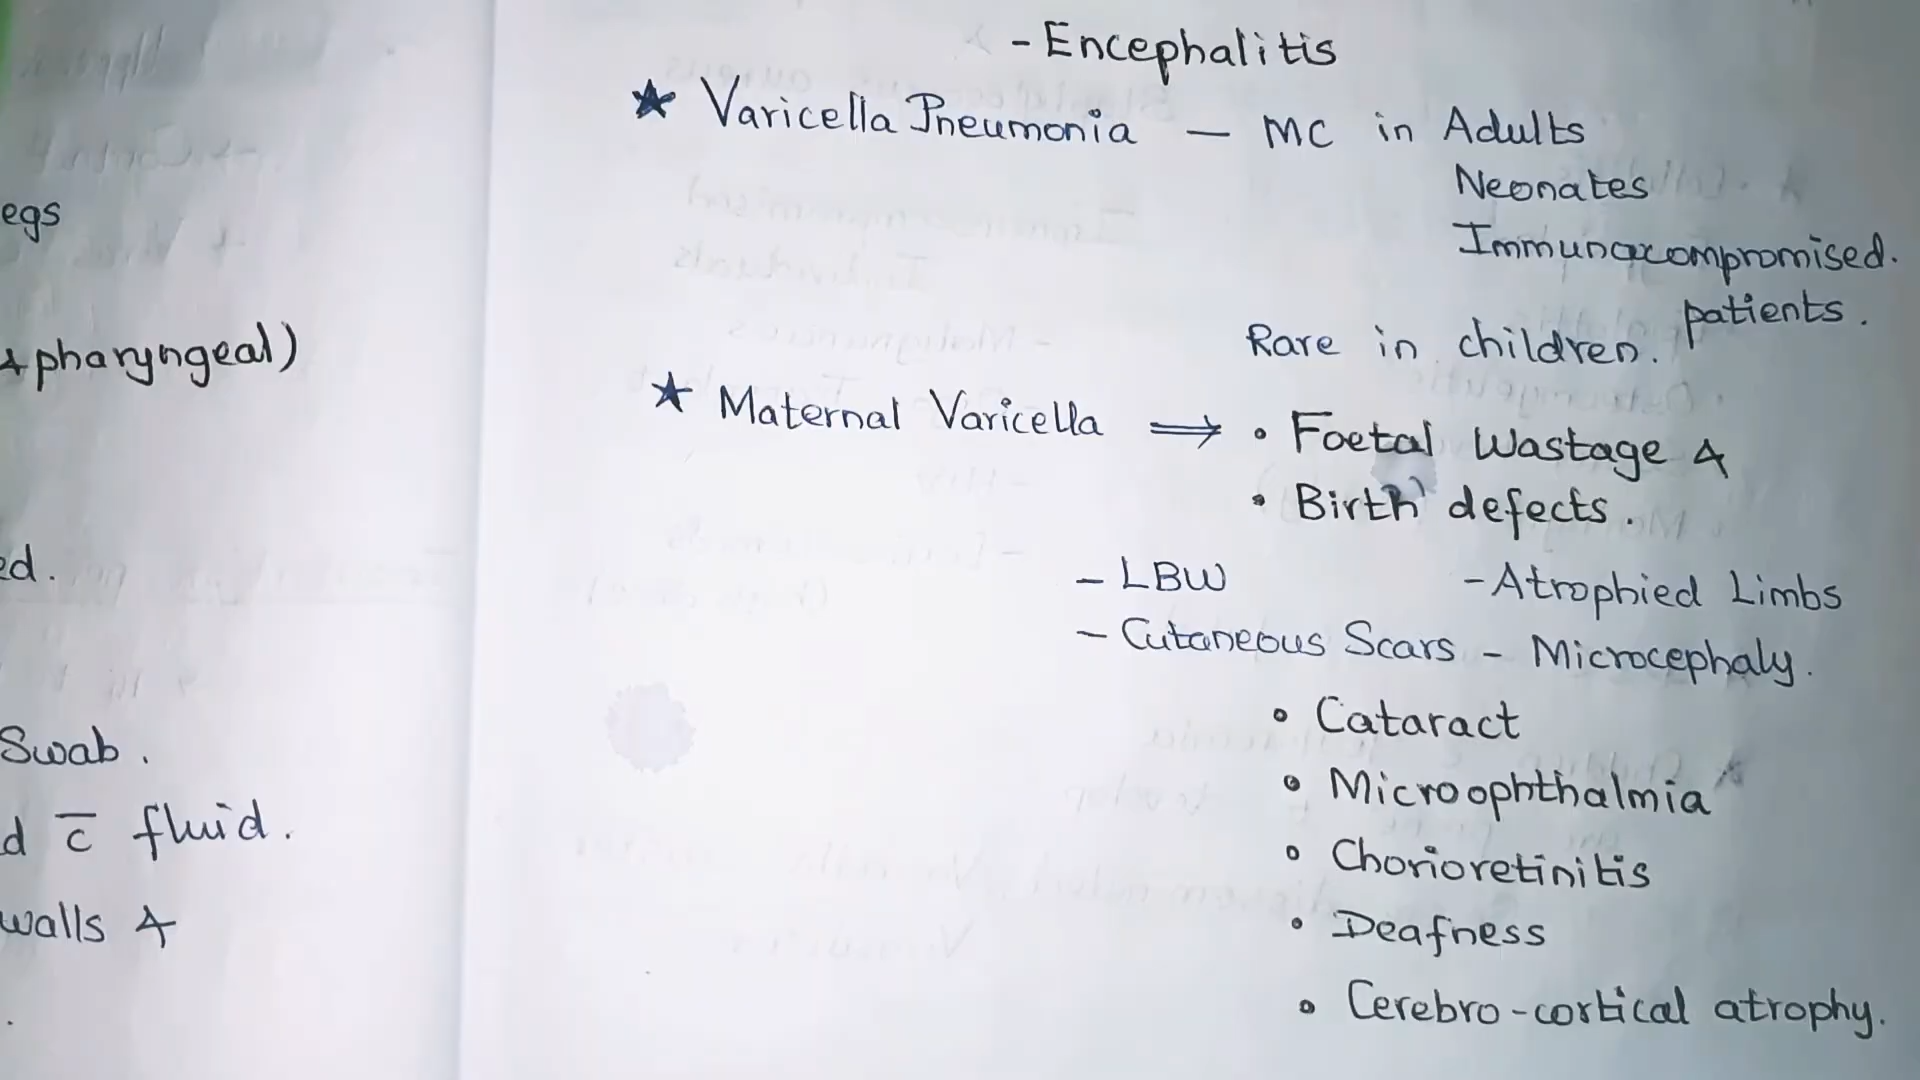 egs
& pharyngeal)
ed.
Swab.
d c̅ fluid.
walls &
- Encephalitis
★ Varicella Pneumonia — MC in Adults
Neonates
Immunocompromised.
patients.
Rare in children.
★ Maternal Varicella ⇒ • Foetal Wastage &
• Birth defects.
- LBW - Atrophied Limbs
- Cutaneous Scars - Microcephaly.
• Cataract
• Microophthalmia
• Chorioretinitis
• Deafness
• Cerebro-cortical atrophy.